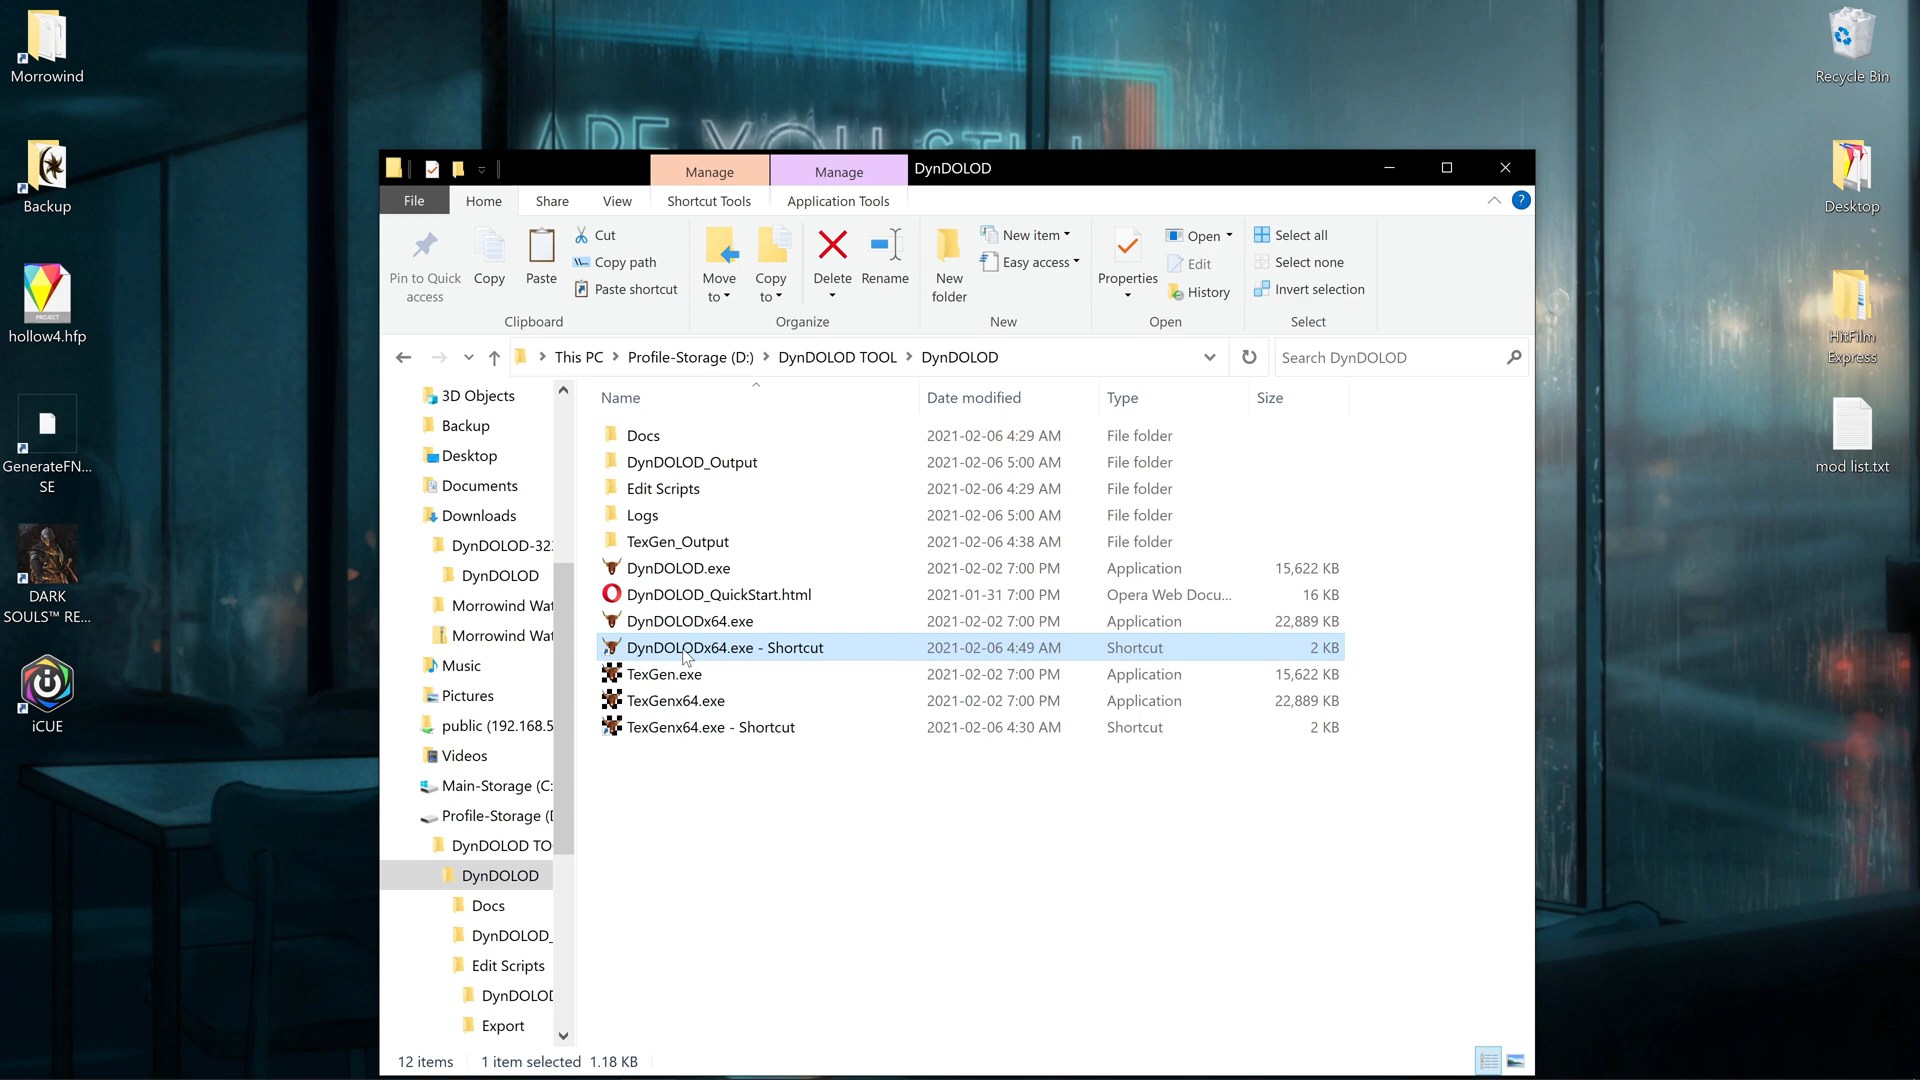 Morrowind
Backup
hollow4.hfp
GenerateFN...
SE
DARK
SOULS™ RE...
iCUE
Recycle Bin
Desktop
HitFilm
Express
mod list.txt
ARE YOU STILL
Manage
Manage
DynDOLOD
File
Home
Share
View
Shortcut Tools
Application Tools
Pin to Quick
access
Copy
Paste
Cut
Copy path
Paste shortcut
Clipboard
Move
to
Copy
to
Delete
Rename
Organize
New
folder
New item
Easy access
New
Properties
Open
Edit
History
Open
Select all
Select none
Invert selection
Select
This PC
Profile-Storage (D:)
DynDOLOD TOOL
DynDOLOD
Search DynDOLOD
3D Objects
Backup
Desktop
Documents
Downloads
DynDOLOD-32
DynDOLOD
Morrowind Wat
Morrowind Wat
Music
Pictures
public (192.168.5
Videos
Main-Storage (C:
Profile-Storage (
DynDOLOD TO
DynDOLOD
Docs
DynDOLOD_
Edit Scripts
DynDOLOD
Export
Name Date modified Type Size
Docs 2021-02-06 4:29 AM File folder
DynDOLOD_Output 2021-02-06 5:00 AM File folder
Edit Scripts 2021-02-06 4:29 AM File folder
Logs 2021-02-06 5:00 AM File folder
TexGen_Output 2021-02-06 4:38 AM File folder
DynDOLOD.exe 2021-02-02 7:00 PM Application 15,622 KB
DynDOLOD_QuickStart.html 2021-01-31 7:00 PM Opera Web Docu... 16 KB
DynDOLODx64.exe 2021-02-02 7:00 PM Application 22,889 KB
DynDOLODx64.exe - Shortcut 2021-02-06 4:49 AM Shortcut 2 KB
TexGen.exe 2021-02-02 7:00 PM Application 15,622 KB
TexGenx64.exe 2021-02-02 7:00 PM Application 22,889 KB
TexGenx64.exe - Shortcut 2021-02-06 4:30 AM Shortcut 2 KB
12 items 1 item selected 1.18 KB